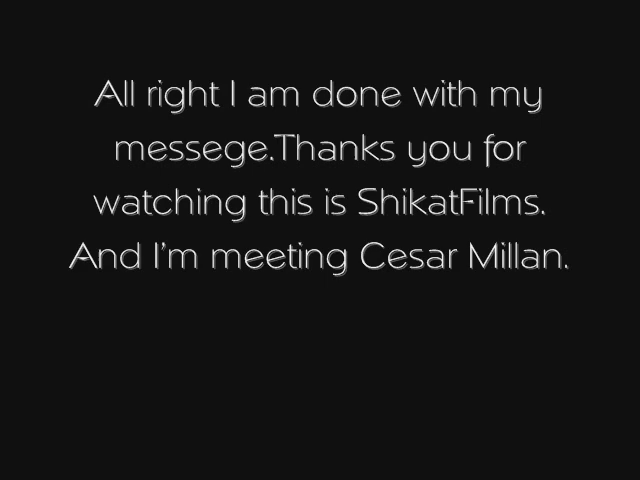 All right I am done with my
messege.Thanks you for
watching this is ShikatFilms.
And I'm meeting Cesar Millan.